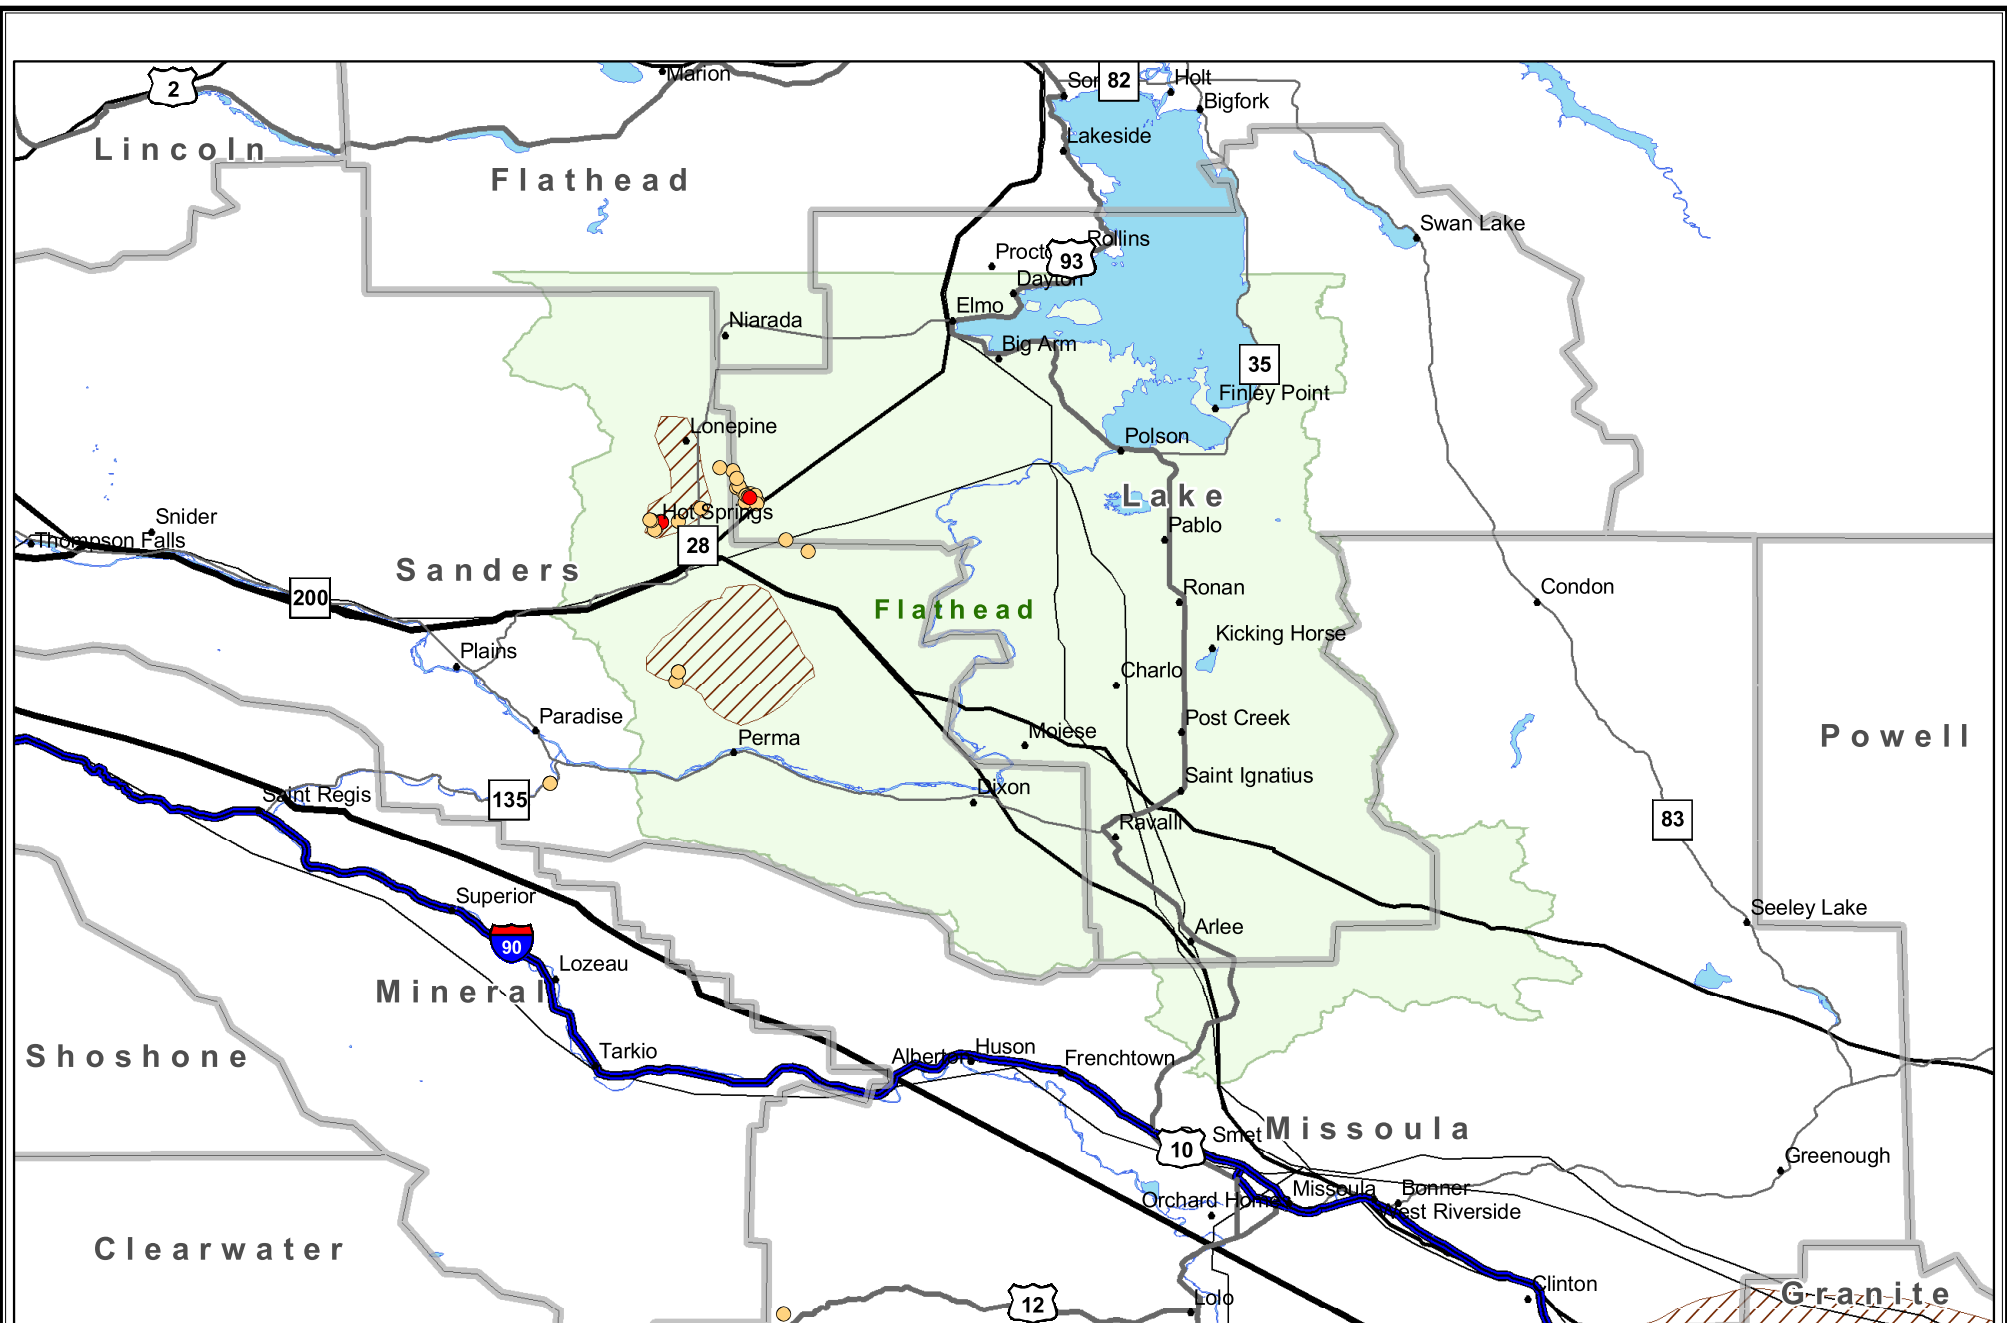 Marion
82
Holt
2
Bigfork
Lakeside
Lincoln
Flathead
Swan Lake
Rollins
93
Dayton
Elmo
Niarada
Big Arm
35
Finley Point
Lonepine
Polson
Lake
Hot Springs
Snider
Pablo
Thompson Falls
28
Sanders
200
Condon
Ronan
Flathead
Kicking Horse
Plains
Charlo
Paradise
Post Creek
Moiese
Perma
Powell
Saint Ignatius
Dixon
Saint Regis
135
Ravalli
83
Superior
Seeley Lake
Arlee
90
Lozeau
Mineral
Huson
Tarkio
Alberton
Frenchtown
Shoshone
Missoula
Smet
10
Greenough
Missoula
Bonner
Orchard Home
West Riverside
Clearwater
Clinton
Granite
Lolo
12